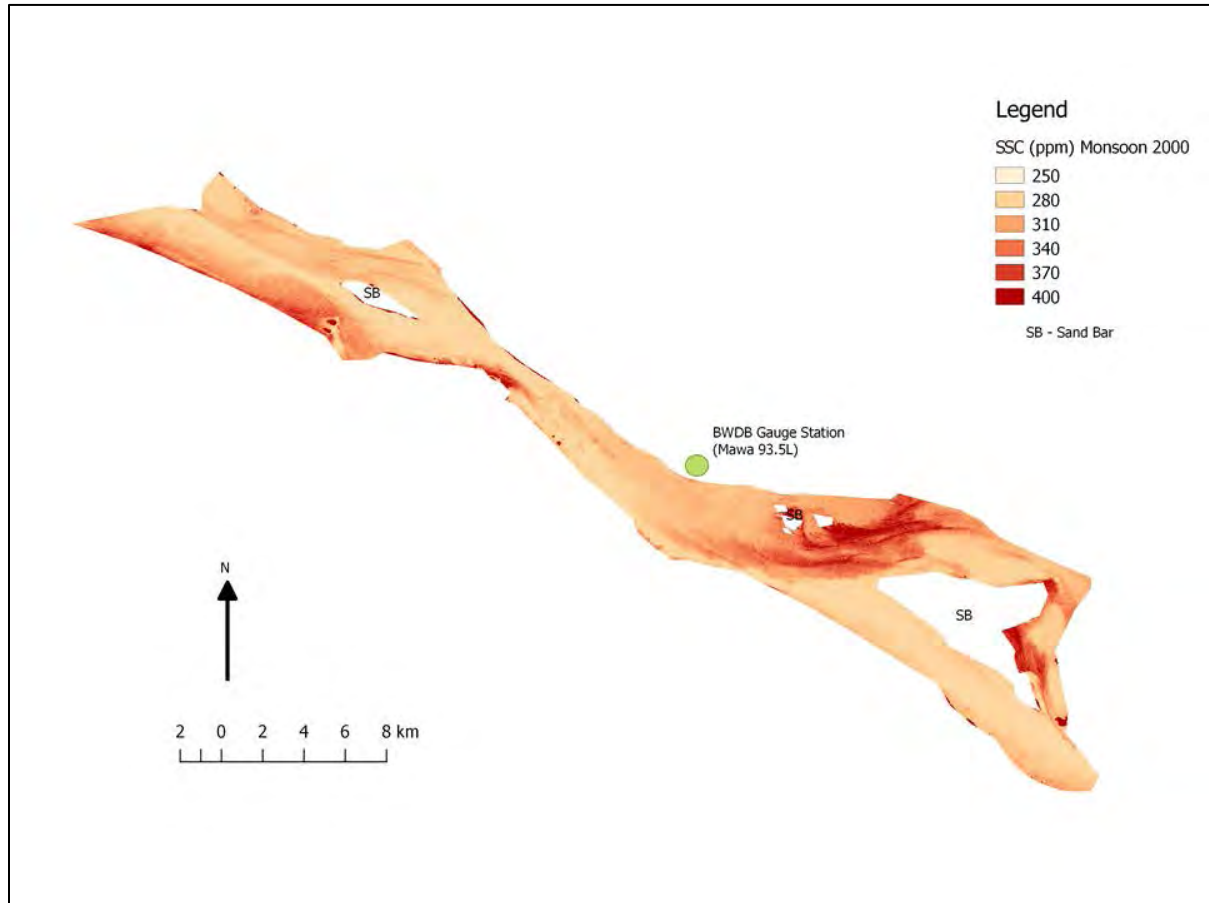 Legend
SSC (ppm) Monsoon 2000
250
280
310
340
370
400
SB - Sand Bar
SB
BWDB Gauge Station
(Mawa 93.5L)
SB
SB
N
2 0 2 4 6 8 km